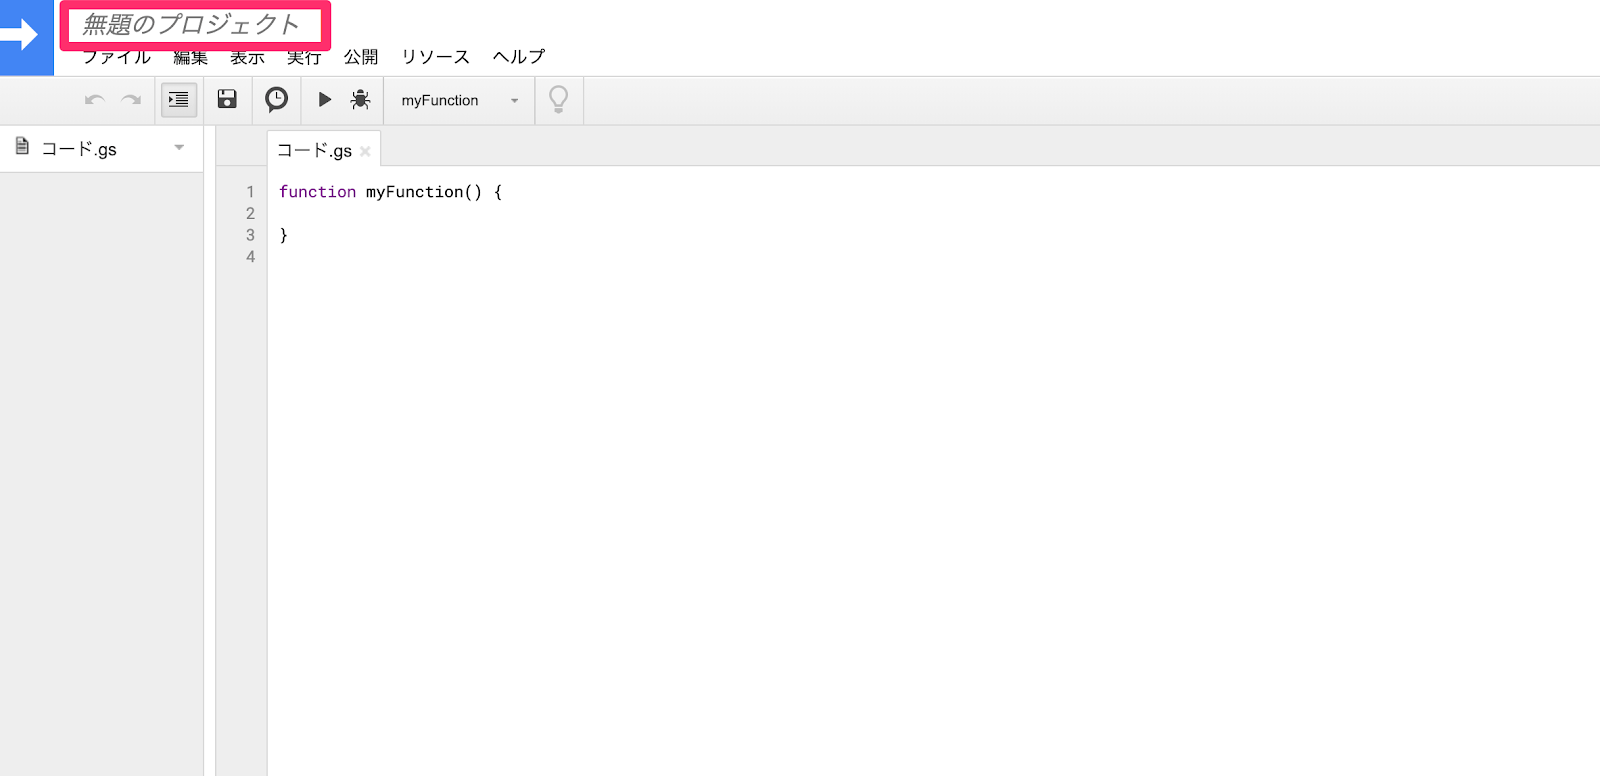 無題のプロジェクト
ファイル 編集 表示 実行 公開 リソース ヘルプ
myFunction
コード.gs
コード.gs
1 function myFunction() {
2
3 }
4